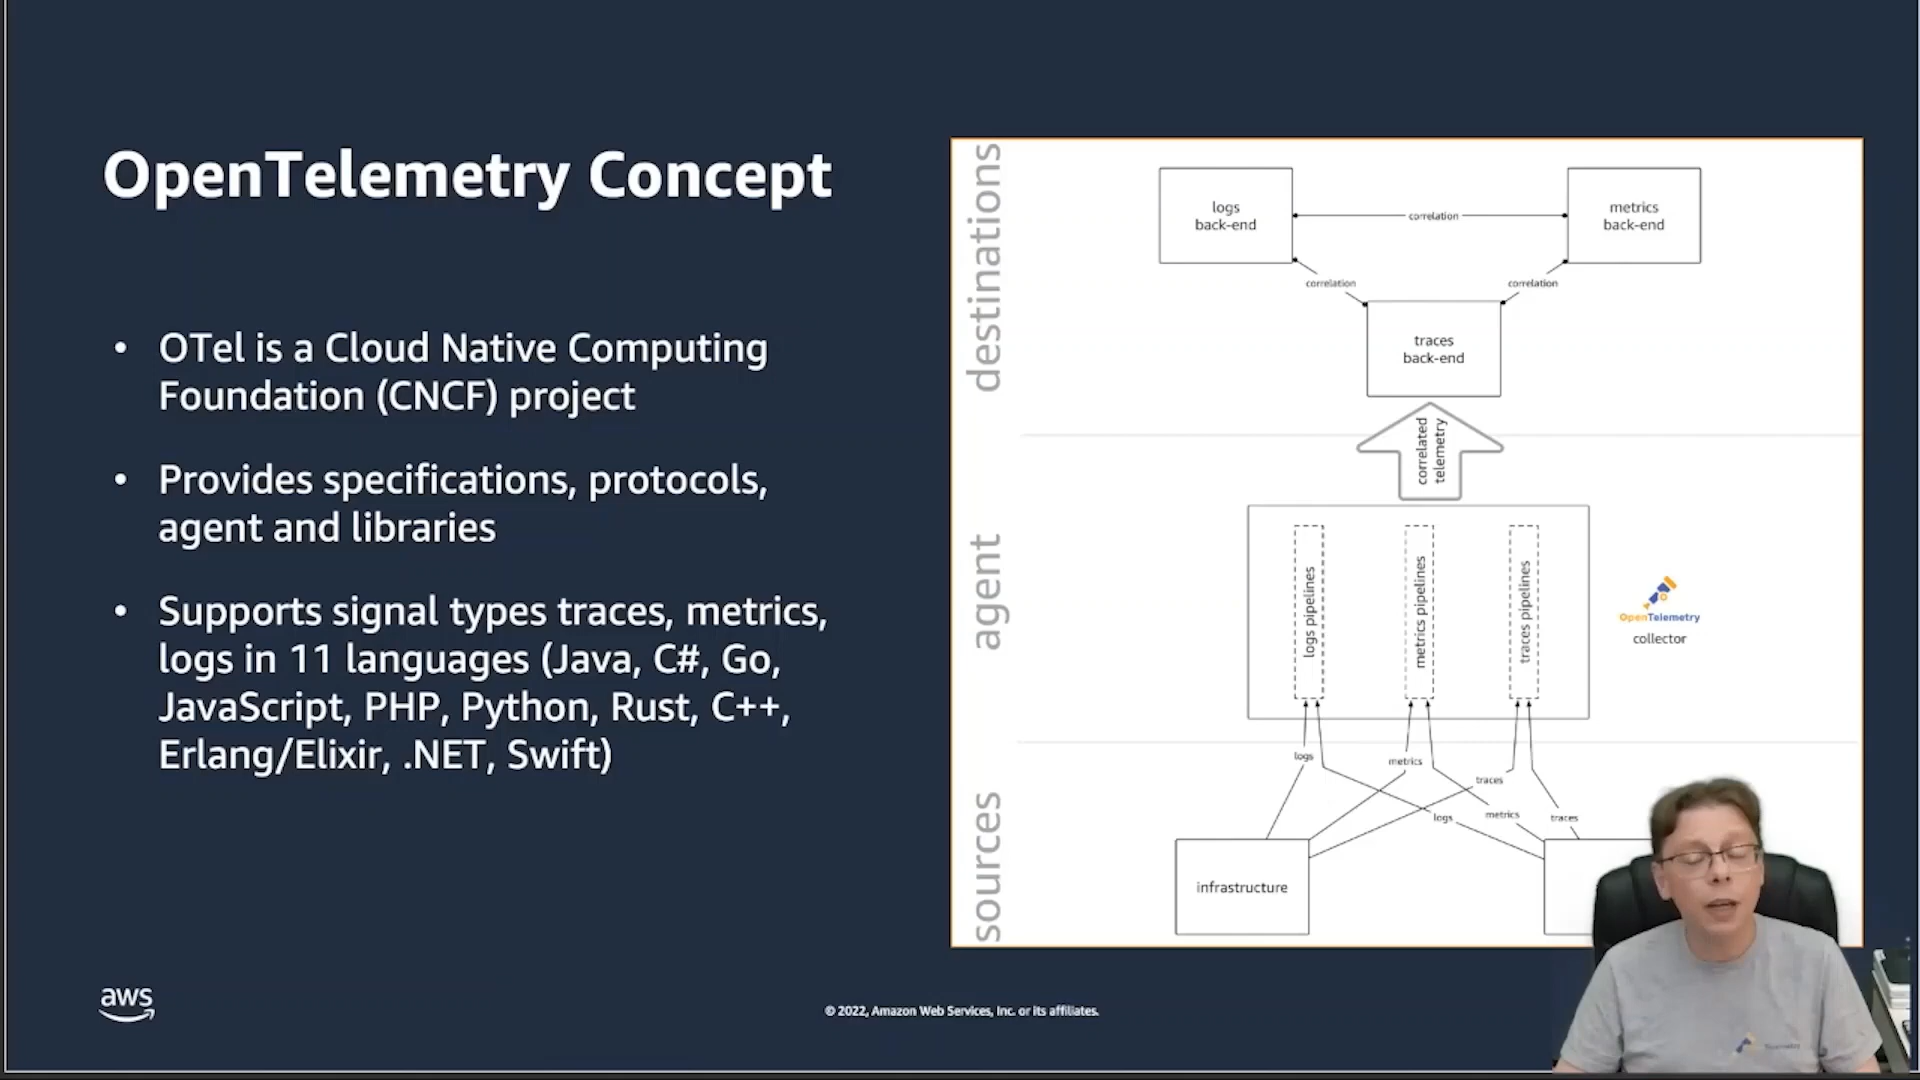 OpenTelemetry Concept
• OTel is a Cloud Native Computing
Foundation (CNCF) project
• Provides specifications, protocols,
agent and libraries
• Supports signal types traces, metrics,
logs in 11 languages (Java, C#, Go,
JavaScript, PHP, Python, Rust, C++,
Erlang/Elixir, .NET, Swift)
destinations
logs
back-end
correlation
metrics
back-end
correlation
correlation
traces
back-end
correlated
telemetry
agent
logs pipelines
metrics pipelines
traces pipelines
OpenTelemetry
collector
sources
logs
metrics
traces
logs
metrics
traces
infrastructure
aws
© 2022, Amazon Web Services, Inc. or its affiliates.